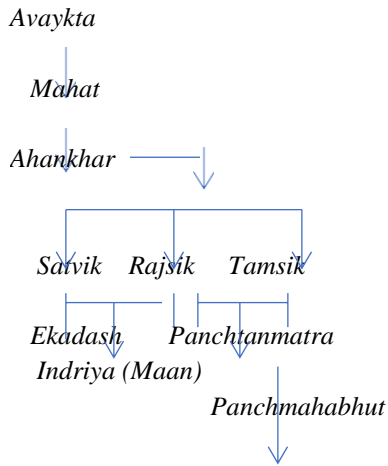 Avaykta
Mahat
Ahankhar
Satvik Rajsik Tamsik
Ekadash Panchtanmatra
Indriya (Maan)
Panchmahabhut